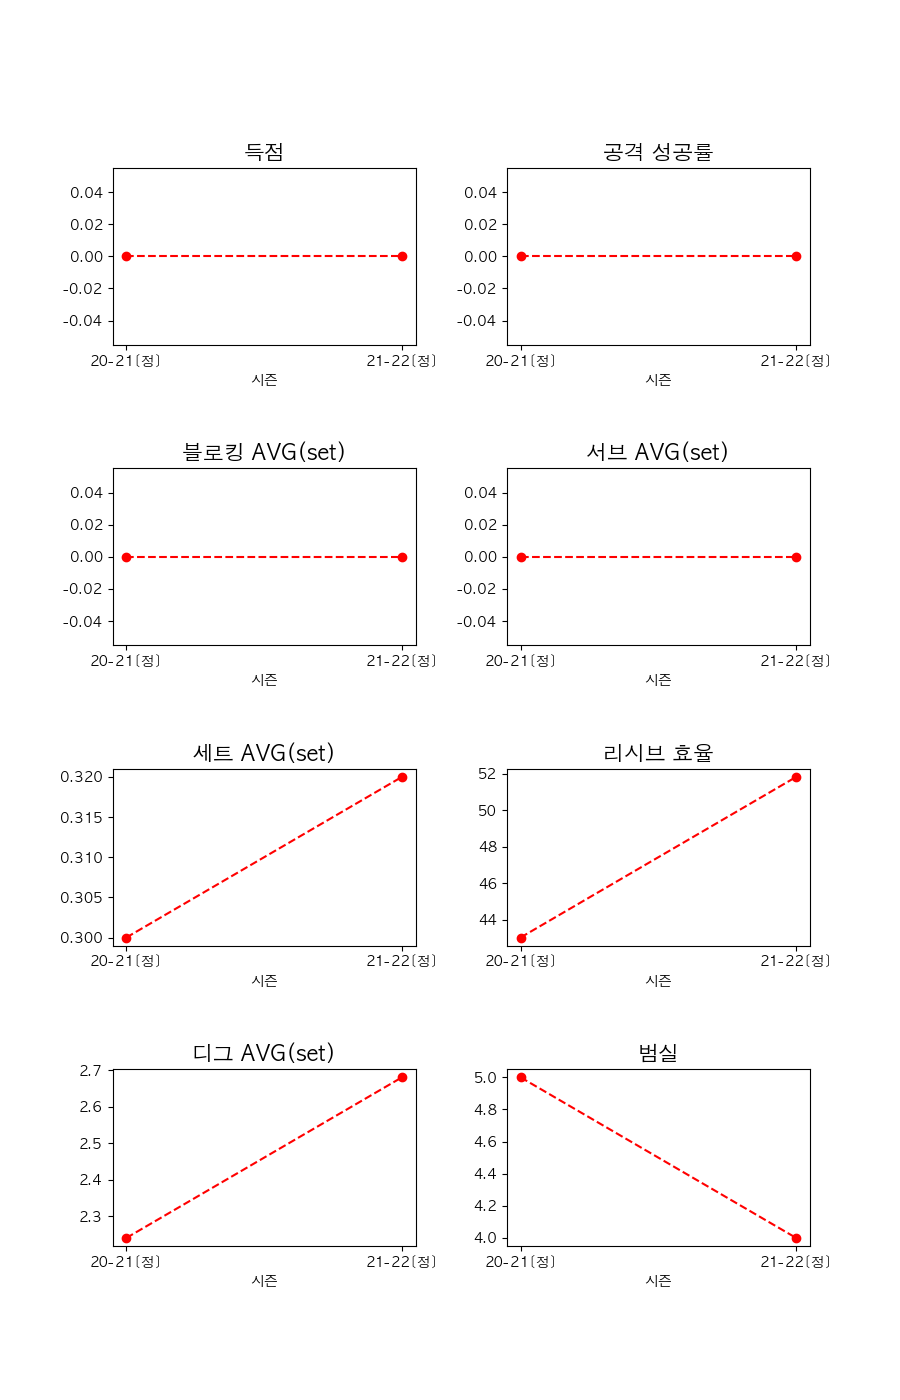 득점
0.04
0.02
0.00
-0.02
-0.04
20-21〔정〕 21-22〔정〕
시즌
공격 성공률
0.04
0.02
0.00
-0.02
-0.04
20-21〔정〕 21-22〔정〕
시즌
블로킹 AVG(set)
0.04
0.02
0.00
-0.02
-0.04
20-21〔정〕 21-22〔정〕
시즌
서브 AVG(set)
0.04
0.02
0.00
-0.02
-0.04
20-21〔정〕 21-22〔정〕
시즌
세트 AVG(set)
0.320
0.315
0.310
0.305
0.300
20-21〔정〕 21-22〔정〕
시즌
리시브 효율
52
50
48
46
44
20-21〔정〕 21-22〔정〕
시즌
디그 AVG(set)
2.7
2.6
2.5
2.4
2.3
20-21〔정〕 21-22〔정〕
시즌
범실
5.0
4.8
4.6
4.4
4.2
4.0
20-21〔정〕 21-22〔정〕
시즌